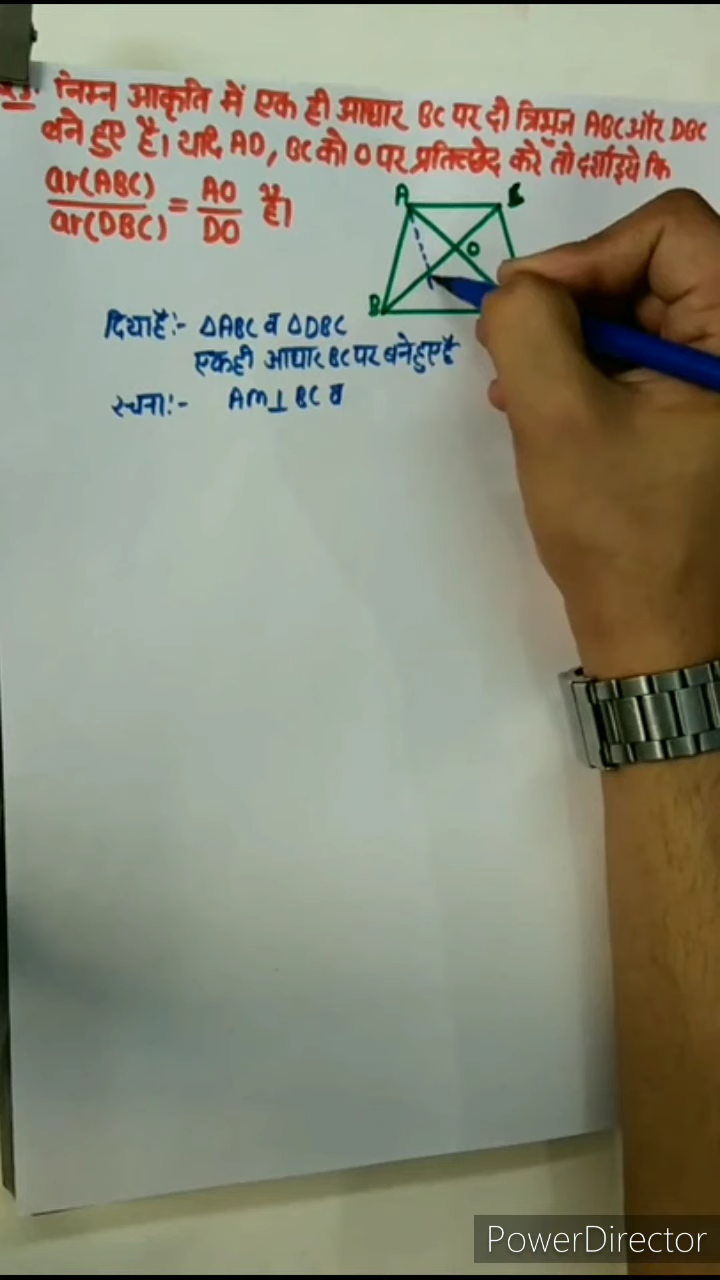 निम्न आकृति में एक ही आधार BC पर दो त्रिभुज ABC और DBC
बने हुए है। यदि AD, BC को O पर प्रतिच्छेद करे तो दर्शाइये कि
ar(ABC)
ar(DBC)
=
AO
DO
है।
A
O
B
दिया है:- △ABC व △DBC
एक ही आधार BC पर बने हुए है
रचना:- AM⊥ BC व
PowerDirector